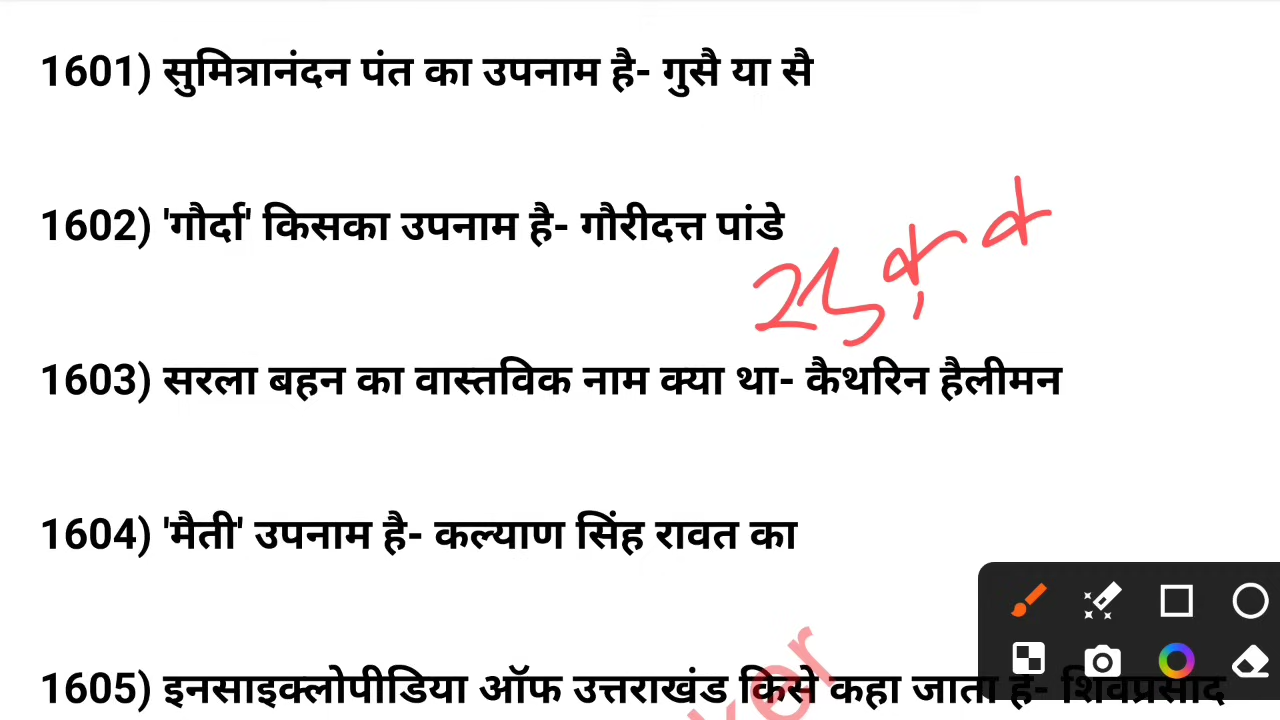 1601) सुमित्रानंदन पंत का उपनाम है- गुसै या सै
1602) 'गौर्दा' किसका उपनाम है- गौरीदत्त पांडे
1603) सरला बहन का वास्तविक नाम क्या था- कैथरिन हैलीमन
1604) 'मैती' उपनाम है- कल्याण सिंह रावत का
1605) इनसाइक्लोपीडिया ऑफ उत्तराखंड किसे कहा जाता है- शिवप्रसाद